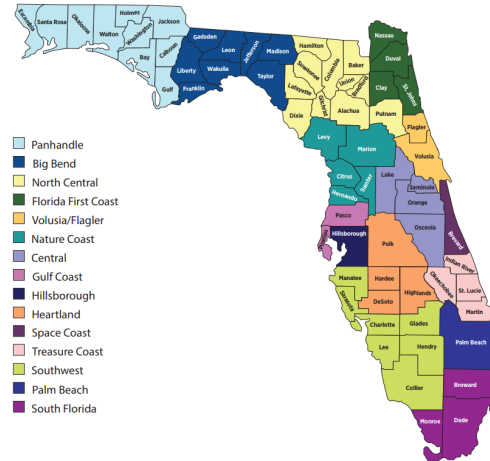 Escambia
Santa Rosa
Okaloosa
Walton
Holmes
Washington
Jackson
Bay
Calhoun
Gulf
Gadsden
Liberty
Franklin
Leon
Wakulla
Jefferson
Madison
Taylor
Hamilton
Suwannee
Lafayette
Columbia
Baker
Union
Bradford
Gilchrist
Alachua
Dixie
Putnam
Nassau
Duval
Clay
St. Johns
Flagler
Volusia
Levy
Marion
Citrus
Sumter
Hernando
Lake
Seminole
Orange
Osceola
Brevard
Pasco
Hillsborough
Polk
Indian River
Okeechobee
St. Lucie
Martin
Manatee
Hardee
Highlands
DeSoto
Sarasota
Charlotte
Glades
Lee
Hendry
Palm Beach
Collier
Broward
Monroe
Dade
Panhandle
Big Bend
North Central
Florida First Coast
Volusia/Flagler
Nature Coast
Central
Gulf Coast
Hillsborough
Heartland
Space Coast
Treasure Coast
Southwest
Palm Beach
South Florida